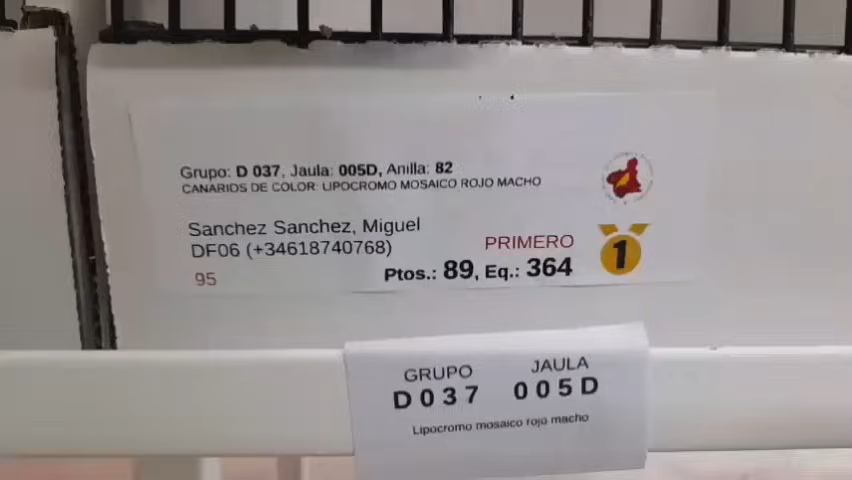 Grupo: D 037, Jaula: 005D, Anilla: 82
CANARIOS DE COLOR: LIPOCROMO MOSAICO ROJO MACHO
Sanchez Sanchez, Miguel
DF06 (+34618740768)
PRIMERO
1
95
Ptos.: 89, Eq.: 364
GRUPO JAULA
D037 005D
Lipocromo mosaico rojo macho